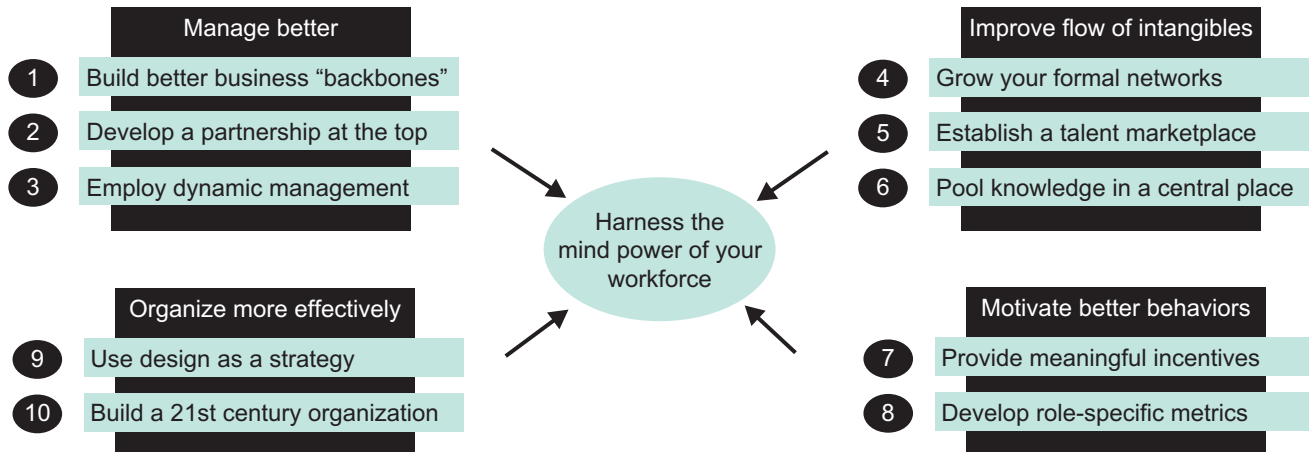 Manage better
1 Build better business “backbones”
2 Develop a partnership at the top
3 Employ dynamic management
Improve flow of intangibles
4 Grow your formal networks
5 Establish a talent marketplace
6 Pool knowledge in a central place
Harness the
mind power of your
workforce
Motivate better behaviors
7 Provide meaningful incentives
8 Develop role-specific metrics
Organize more effectively
9 Use design as a strategy
10 Build a 21st century organization